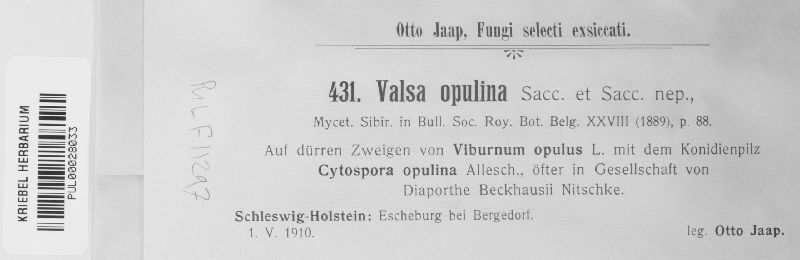 KRIEBEL HERBARIUM
PUL00028033
PUL F11297
Otto Jaap, Fungi selecti exsiccati.
431. Valsa opulina Sacc. et Sacc. nep.,
Mycet. Sibir. in Bull. Soc. Roy. Bot. Belg. XXVIII (1889), p. 88.
Auf dürren Zweigen von Viburnum opulus L. mit dem Konidienpilz
Cytospora opulina Allesch., öfter in Gesellschaft von
Diaporthe Beckhausii Nitschke.
Schleswig-Holstein: Escheburg bei Bergedorf.
1. V. 1910.
leg. Otto Jaap.